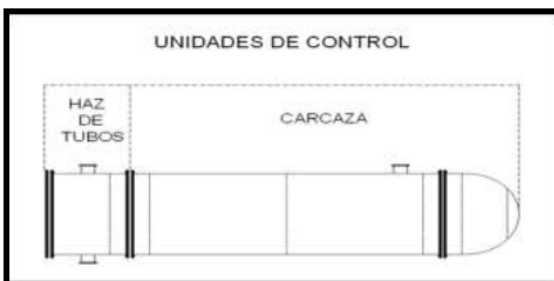 UNIDADES DE CONTROL
HAZ
DE
TUBOS
CARCAZA